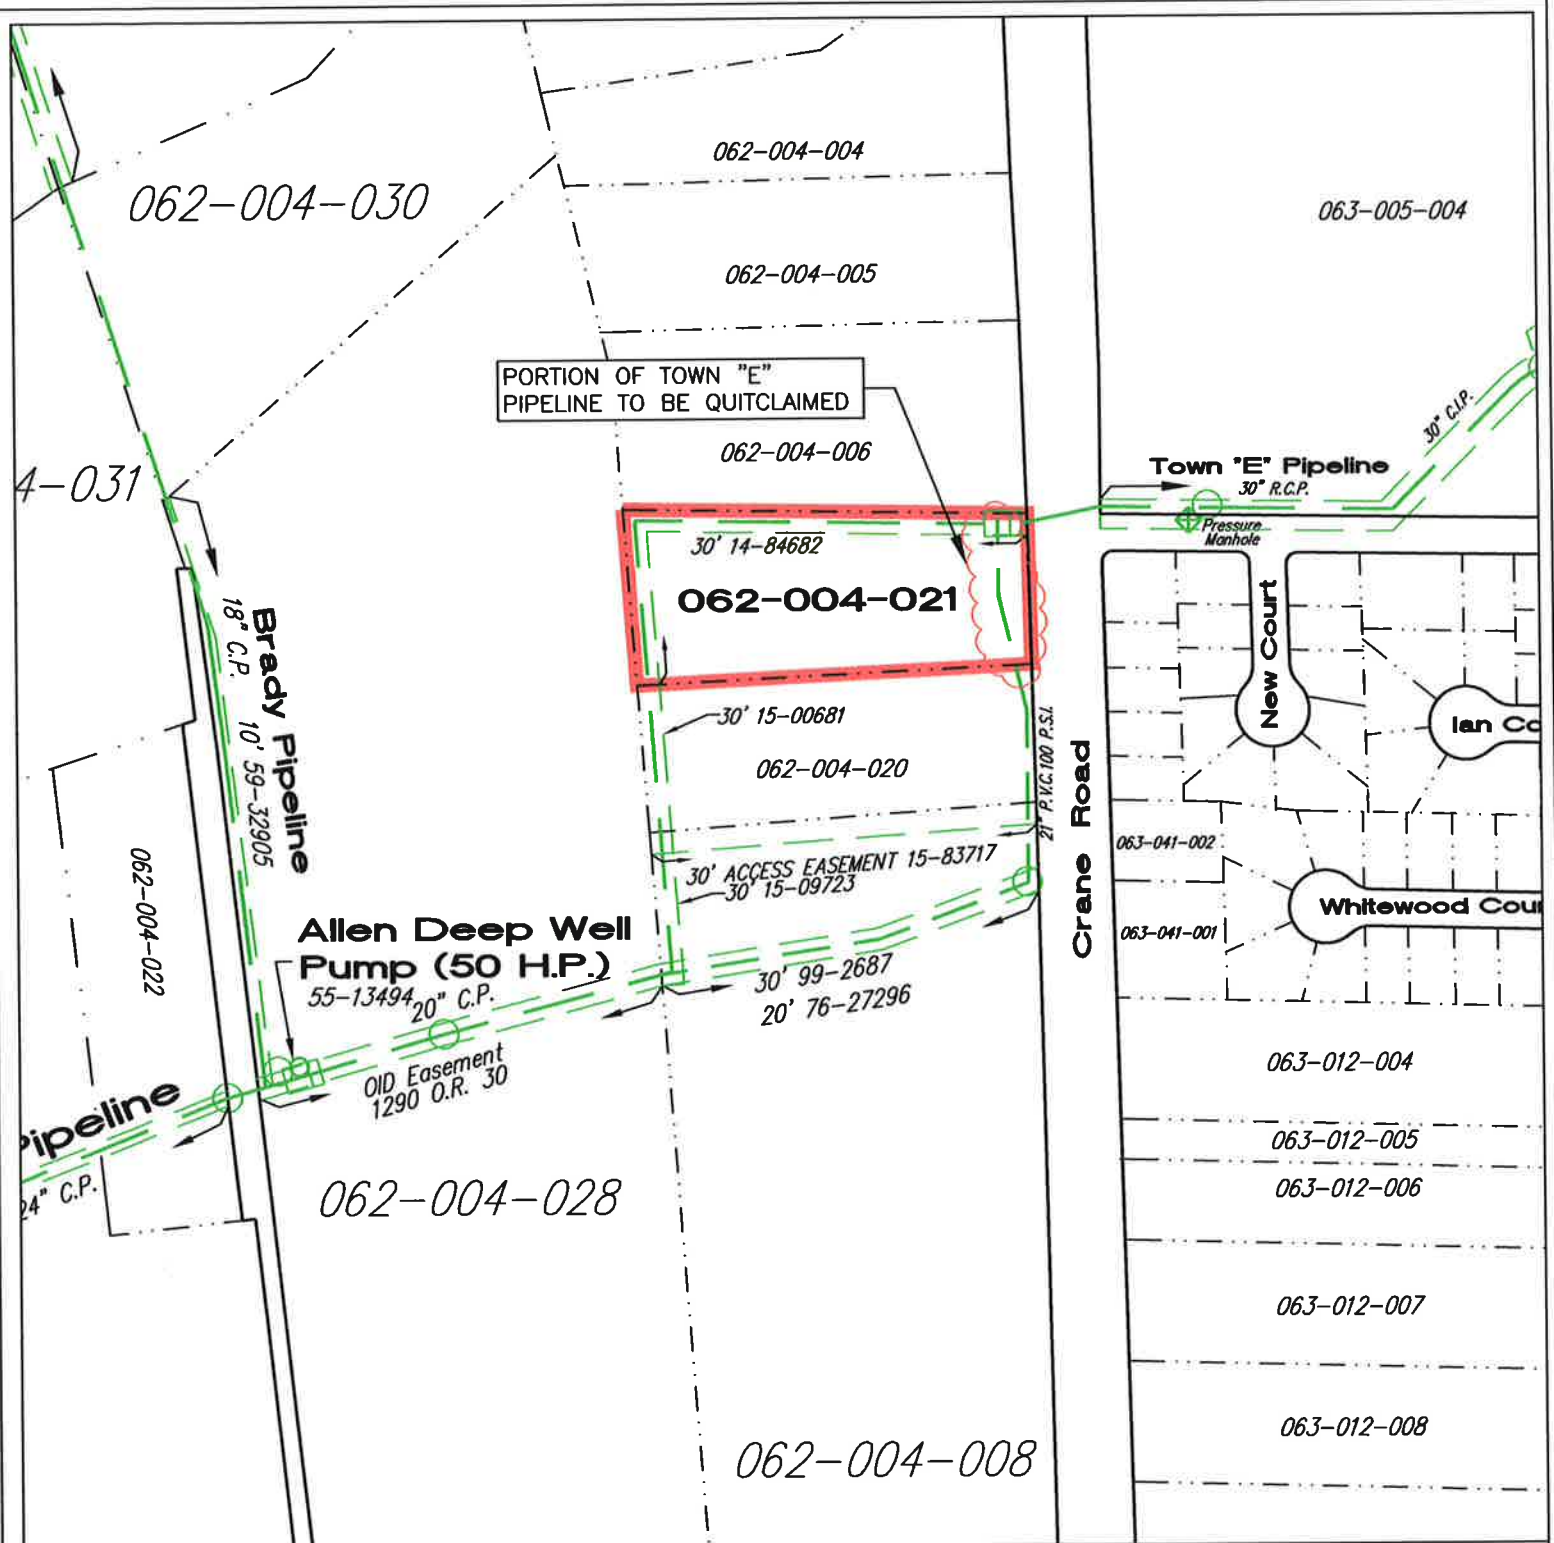 062-004-004
062-004-030
063-005-004
062-004-005
PORTION OF TOWN "E"
PIPELINE TO BE QUITCLAIMED
30" C.I.P.
062-004-006
4-031
Town "E" Pipeline
30" R.C.P.
Pressure
Manhole
30' 14-84682
062-004-021
Brady Pipeline
18" C.P.
10' 59-32905
New Court
Ian Co
30' 15-00681
21" P.V.C.100 P.S.I.
062-004-020
Crane Road
063-041-002
30' ACCESS EASEMENT 15-83717
30' 15-09723
062-004-022
Whitewood Cour
063-041-001
Allen Deep Well
Pump (50 H.P.)
55-13494
20" C.P.
30' 99-2687
20' 76-27296
OID Easement
1290 O.R. 30
063-012-004
Pipeline
24" C.P.
063-012-005
062-004-028
063-012-006
063-012-007
063-012-008
062-004-008